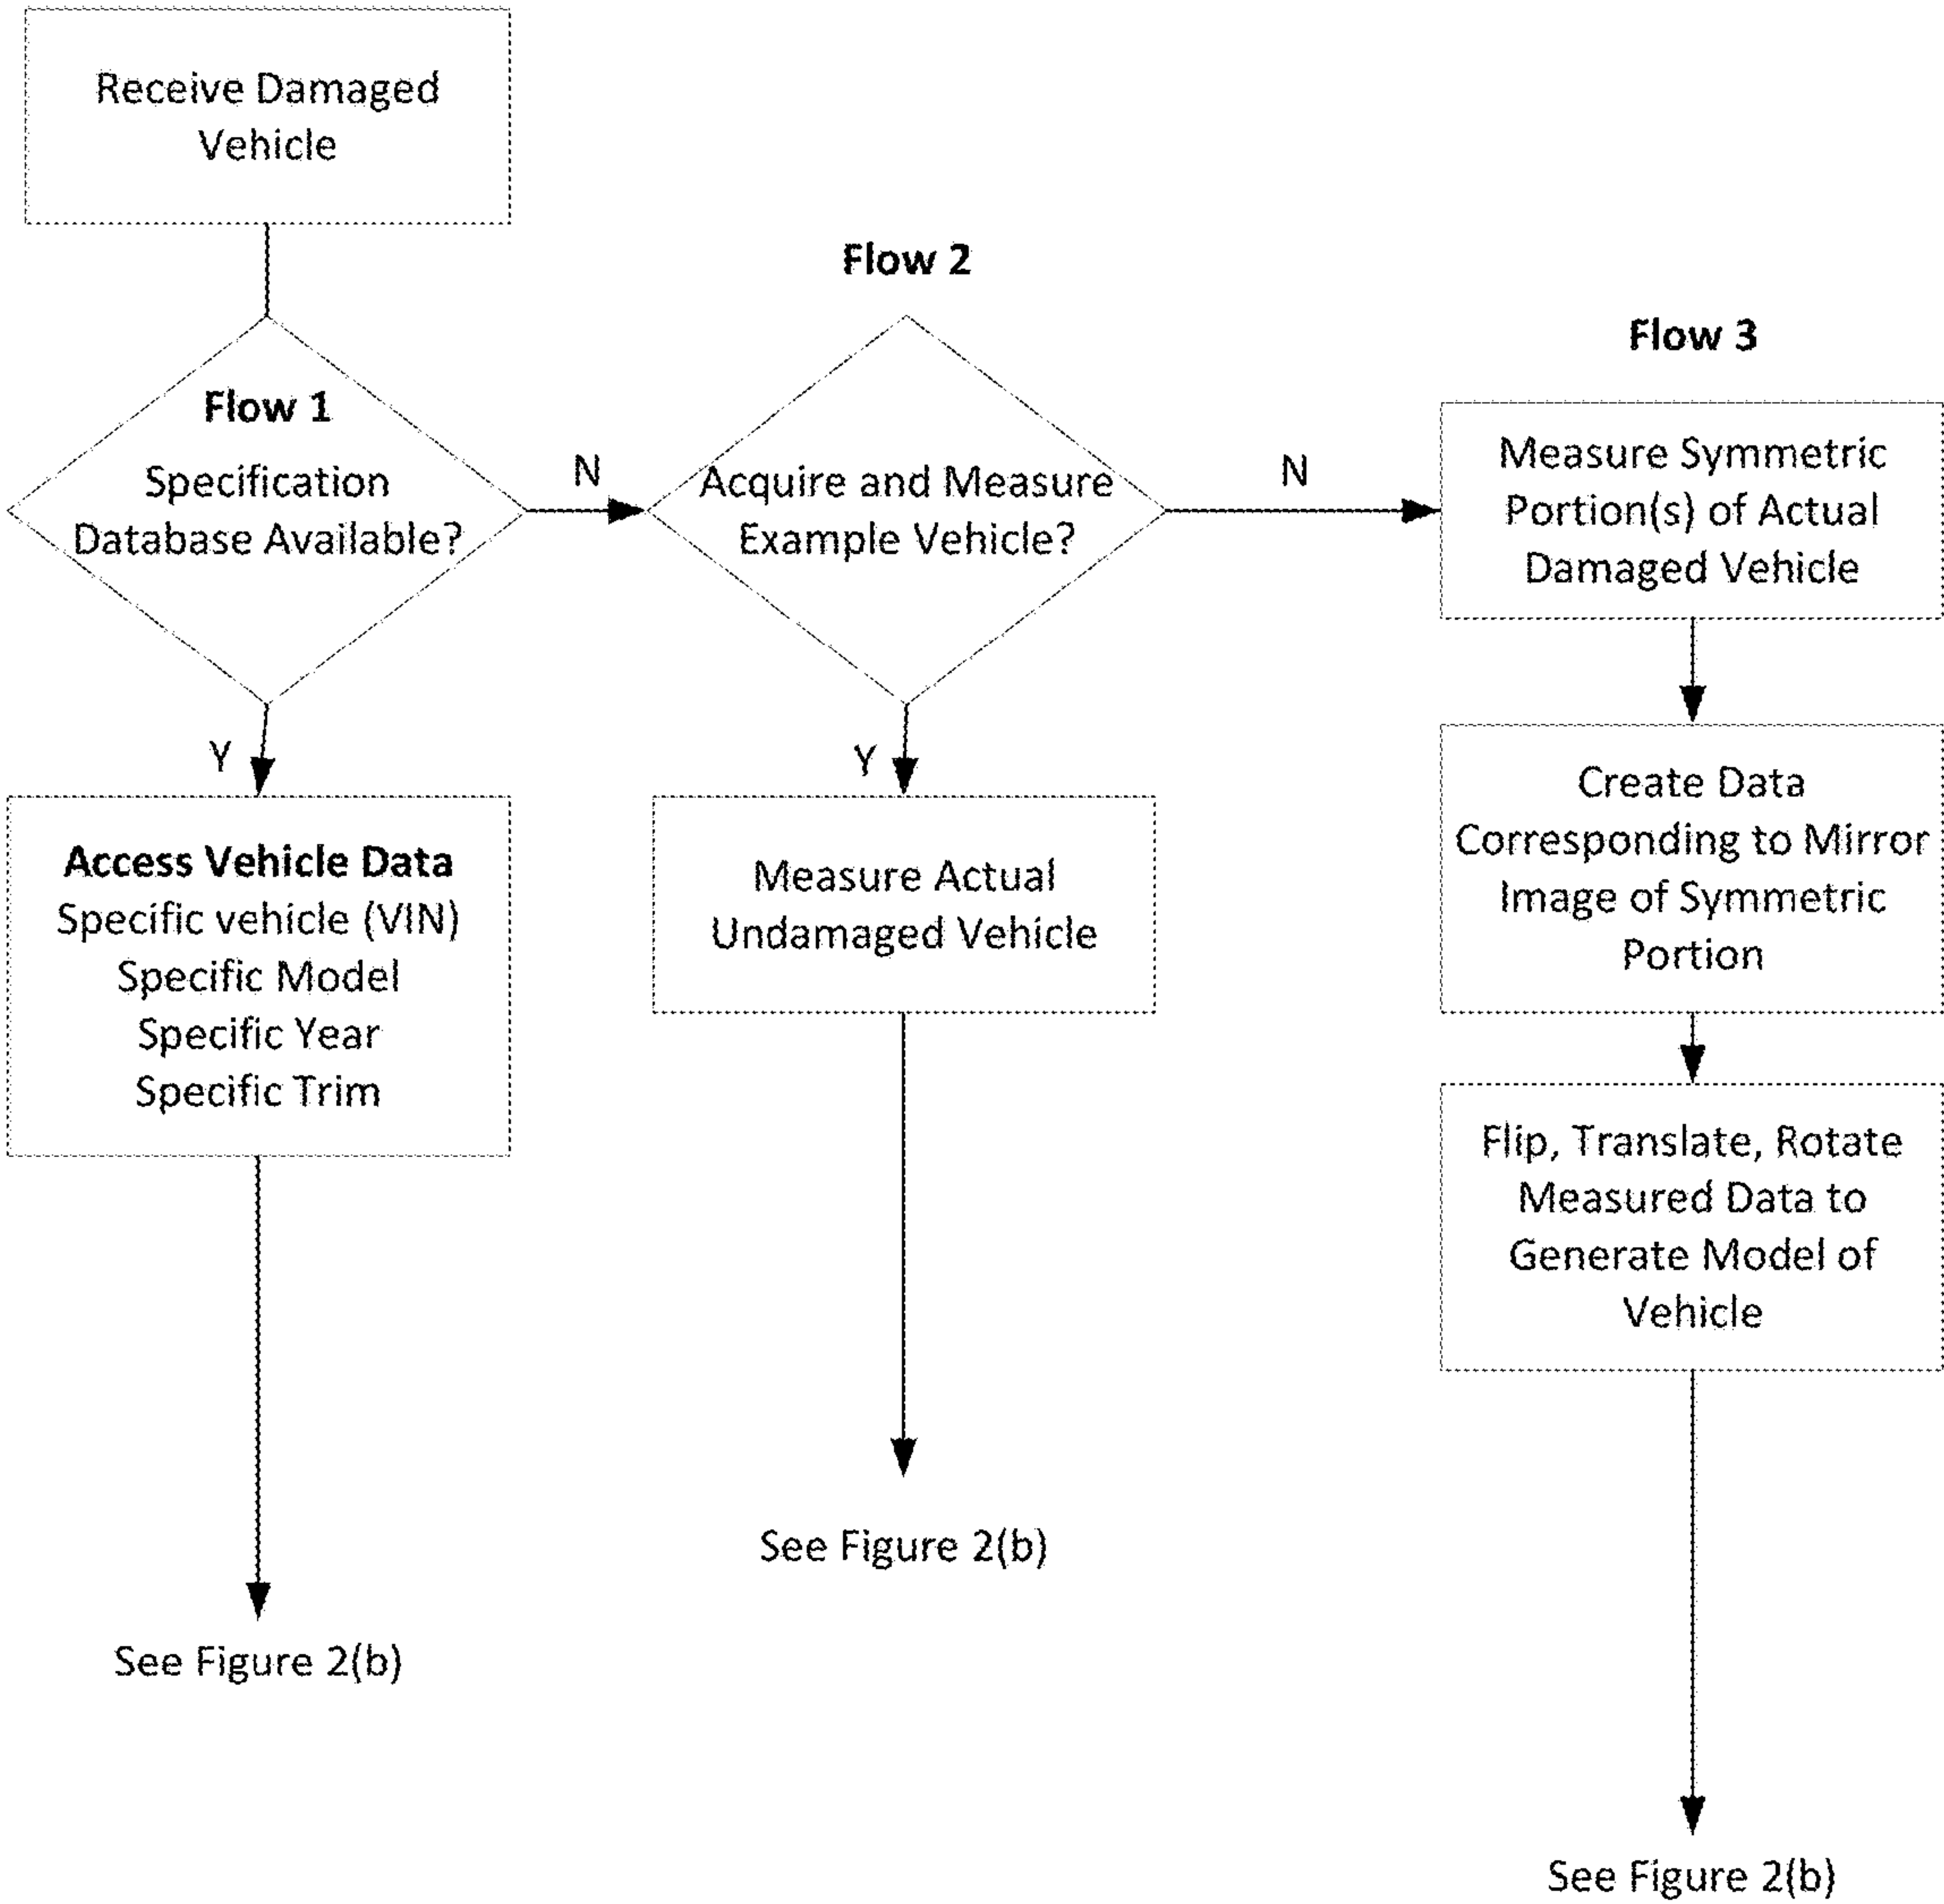 Receive Damaged
Vehicle
Flow 1
Specification
Database Available?
N
Y
Access Vehicle Data
Specific vehicle (VIN)
Specific Model
Specific Year
Specific Trim
See Figure 2(b)
Flow 2
Acquire and Measure
Example Vehicle?
N
Y
Measure Actual
Undamaged Vehicle
See Figure 2(b)
Flow 3
Measure Symmetric
Portion(s) of Actual
Damaged Vehicle
Create Data
Corresponding to Mirror
Image of Symmetric
Portion
Flip, Translate, Rotate
Measured Data to
Generate Model of
Vehicle
See Figure 2(b)